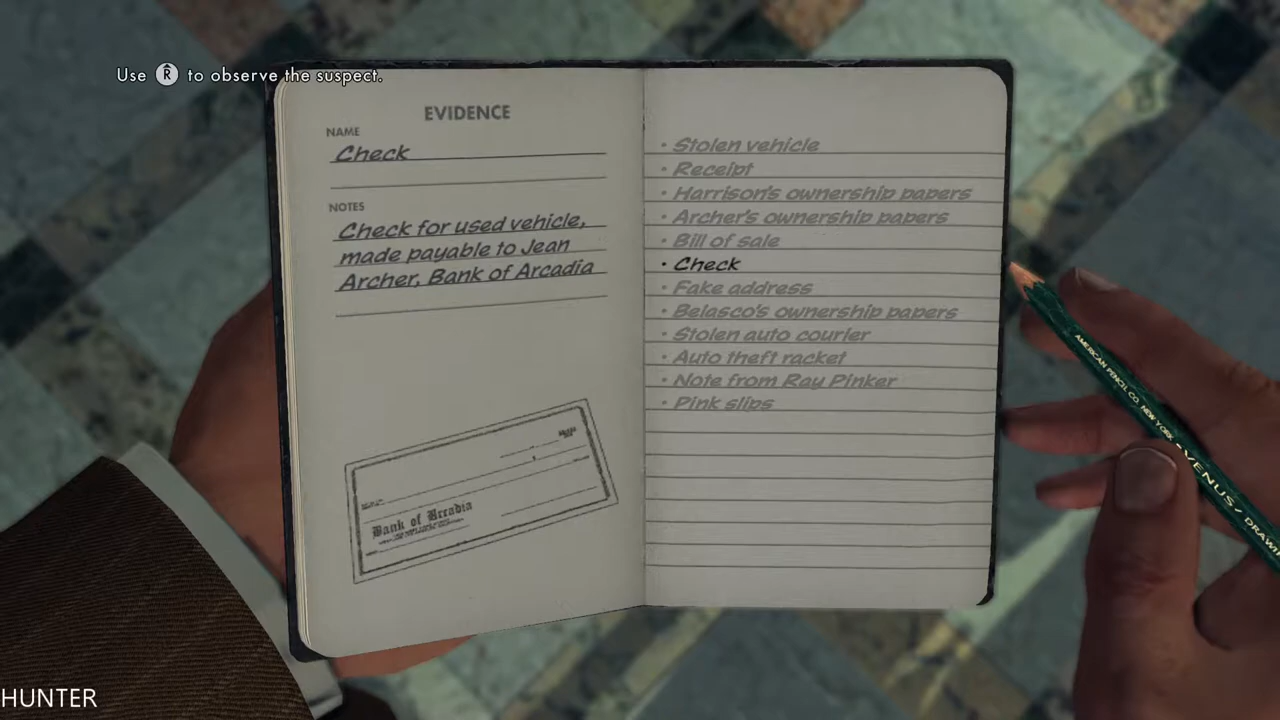 Use R to observe the suspect.
EVIDENCE
NAME
Check
NOTES
Check for used vehicle,
made payable to Jean
Archer, Bank of Arcadia
Bank of Arcadia
• Stolen vehicle
• Receipt
• Harrison's ownership papers
• Archer's ownership papers
• Bill of sale
• Check
• Fake address
• Belasco's ownership papers
• Stolen auto courier
• Auto theft racket
• Note from Ray Pinker
• Pink slips
AMERICAN PENCIL CO. NEW YORK VENUS / DRAWIN
HUNTER